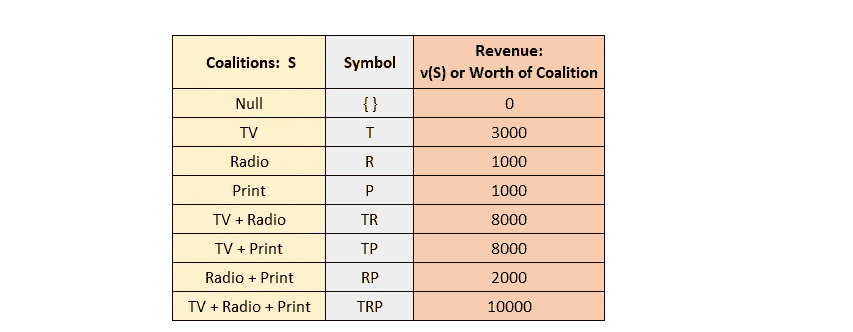 Coalitions: S Symbol Revenue:
v(S) or Worth of Coalition
Null { } 0
TV T 3000
Radio R 1000
Print P 1000
TV + Radio TR 8000
TV + Print TP 8000
Radio + Print RP 2000
TV + Radio + Print TRP 10000